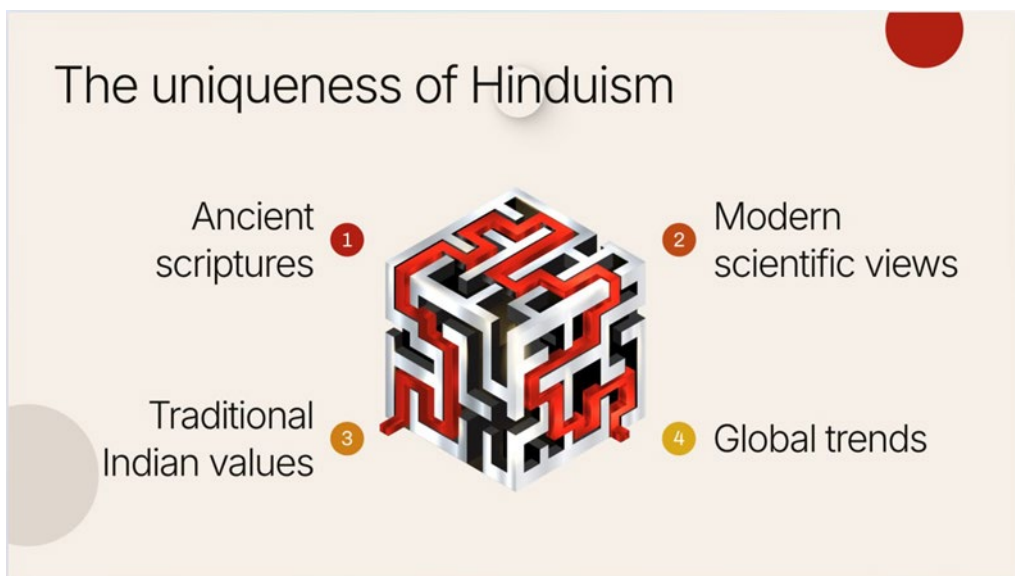 The uniqueness of Hinduism
Ancient
scriptures
1
2
Modern
scientific views
Traditional
Indian values
3
4
Global trends